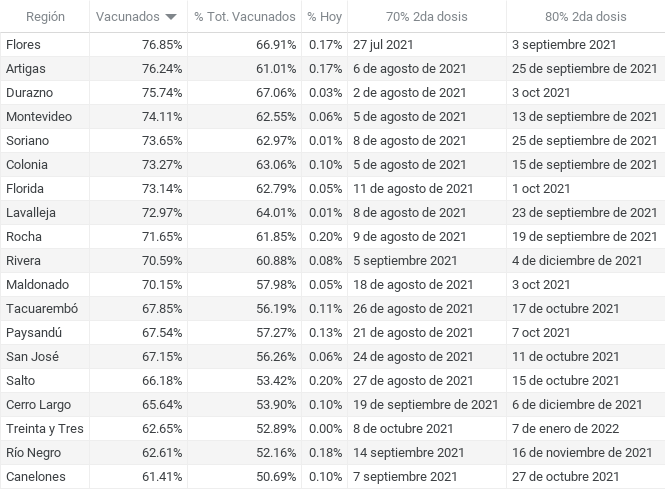 Región Vacunados % Tot. Vacunados % Hoy 70% 2da dosis 80% 2da dosis
Flores 76.85% 66.91% 0.17% 27 jul 2021 3 septiembre 2021
Artigas 76.24% 61.01% 0.17% 6 de agosto de 2021 25 de septiembre de 2021
Durazno 75.74% 67.06% 0.03% 2 de agosto de 2021 3 oct 2021
Montevideo 74.11% 62.55% 0.06% 5 de agosto de 2021 13 de septiembre de 2021
Soriano 73.65% 62.97% 0.01% 8 de agosto de 2021 25 de septiembre de 2021
Colonia 73.27% 63.06% 0.10% 5 de agosto de 2021 15 de septiembre de 2021
Florida 73.14% 62.79% 0.05% 11 de agosto de 2021 1 oct 2021
Lavalleja 72.97% 64.01% 0.01% 8 de agosto de 2021 23 de septiembre de 2021
Rocha 71.65% 61.85% 0.20% 9 de agosto de 2021 19 de septiembre de 2021
Rivera 70.59% 60.88% 0.08% 5 septiembre 2021 4 de diciembre de 2021
Maldonado 70.15% 57.98% 0.05% 18 de agosto de 2021 3 oct 2021
Tacuarembó 67.85% 56.19% 0.11% 26 de agosto de 2021 17 de octubre 2021
Paysandú 67.54% 57.27% 0.13% 21 de agosto de 2021 7 oct 2021
San José 67.15% 56.26% 0.06% 24 de agosto de 2021 11 de octubre 2021
Salto 66.18% 53.42% 0.20% 27 de agosto de 2021 15 de octubre 2021
Cerro Largo 65.64% 53.90% 0.10% 19 de septiembre de 2021 6 de diciembre de 2021
Treinta y Tres 62.65% 52.89% 0.00% 8 de octubre 2021 7 de enero de 2022
Río Negro 62.61% 52.16% 0.18% 14 septiembre 2021 16 de noviembre de 2021
Canelones 61.41% 50.69% 0.10% 7 septiembre 2021 27 de octubre 2021